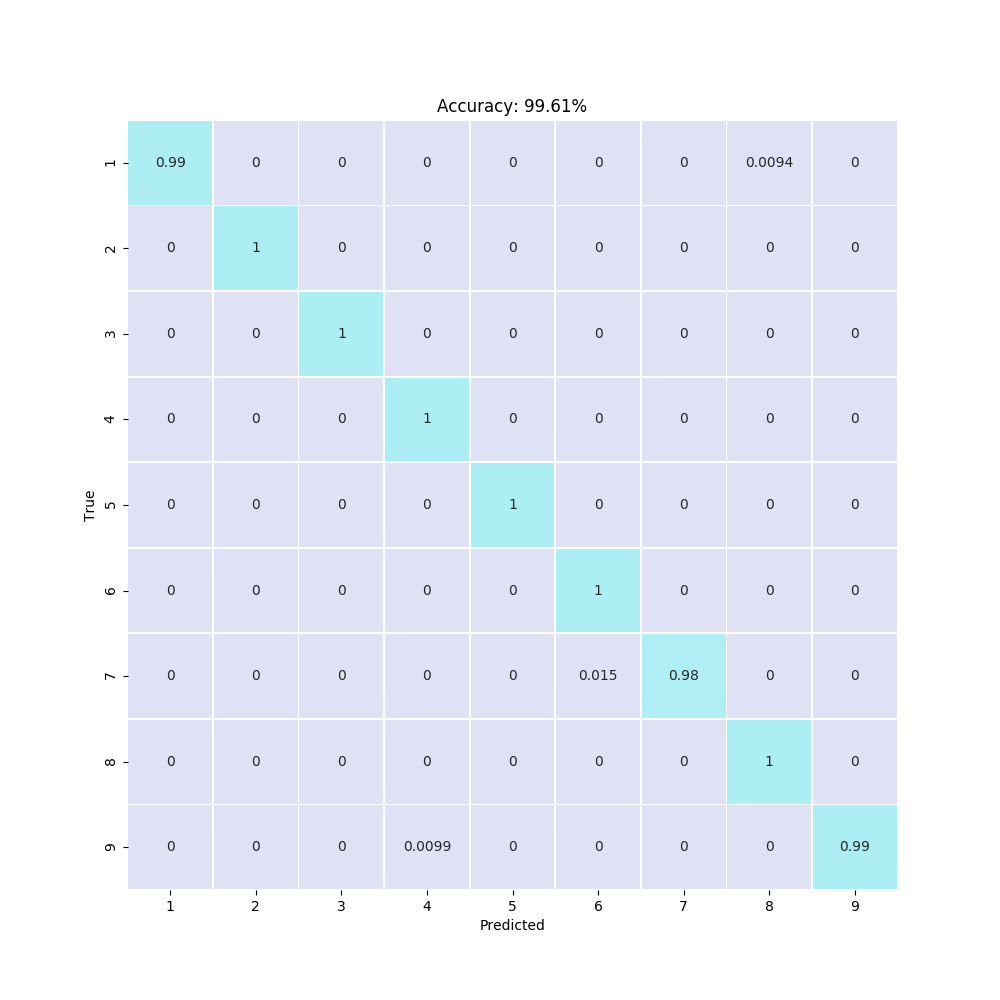 Accuracy: 99.61%
1 0.99 0 0 0 0 0 0 0.0094 0
2 0 1 0 0 0 0 0 0 0
3 0 0 1 0 0 0 0 0 0
4 0 0 0 1 0 0 0 0 0
5 0 0 0 0 1 0 0 0 0
6 0 0 0 0 0 1 0 0 0
7 0 0 0 0 0 0.015 0.98 0 0
8 0 0 0 0 0 0 0 1 0
9 0 0 0 0.0099 0 0 0 0 0.99
True
1 2 3 4 5 6 7 8 9
Predicted